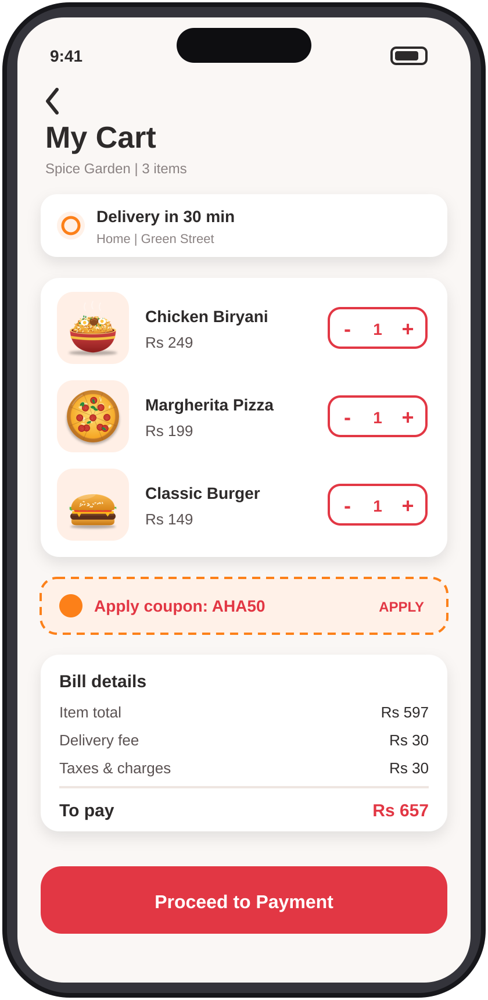 9:41
My Cart
Spice Garden | 3 items
Delivery in 30 min
Home | Green Street
Chicken Biryani
Rs 249
- 1 +
Margherita Pizza
Rs 199
- 1 +
Classic Burger
Rs 149
- 1 +
Apply coupon: AHA50 APPLY
Bill details
Item total Rs 597
Delivery fee Rs 30
Taxes & charges Rs 30
To pay Rs 657
Proceed to Payment